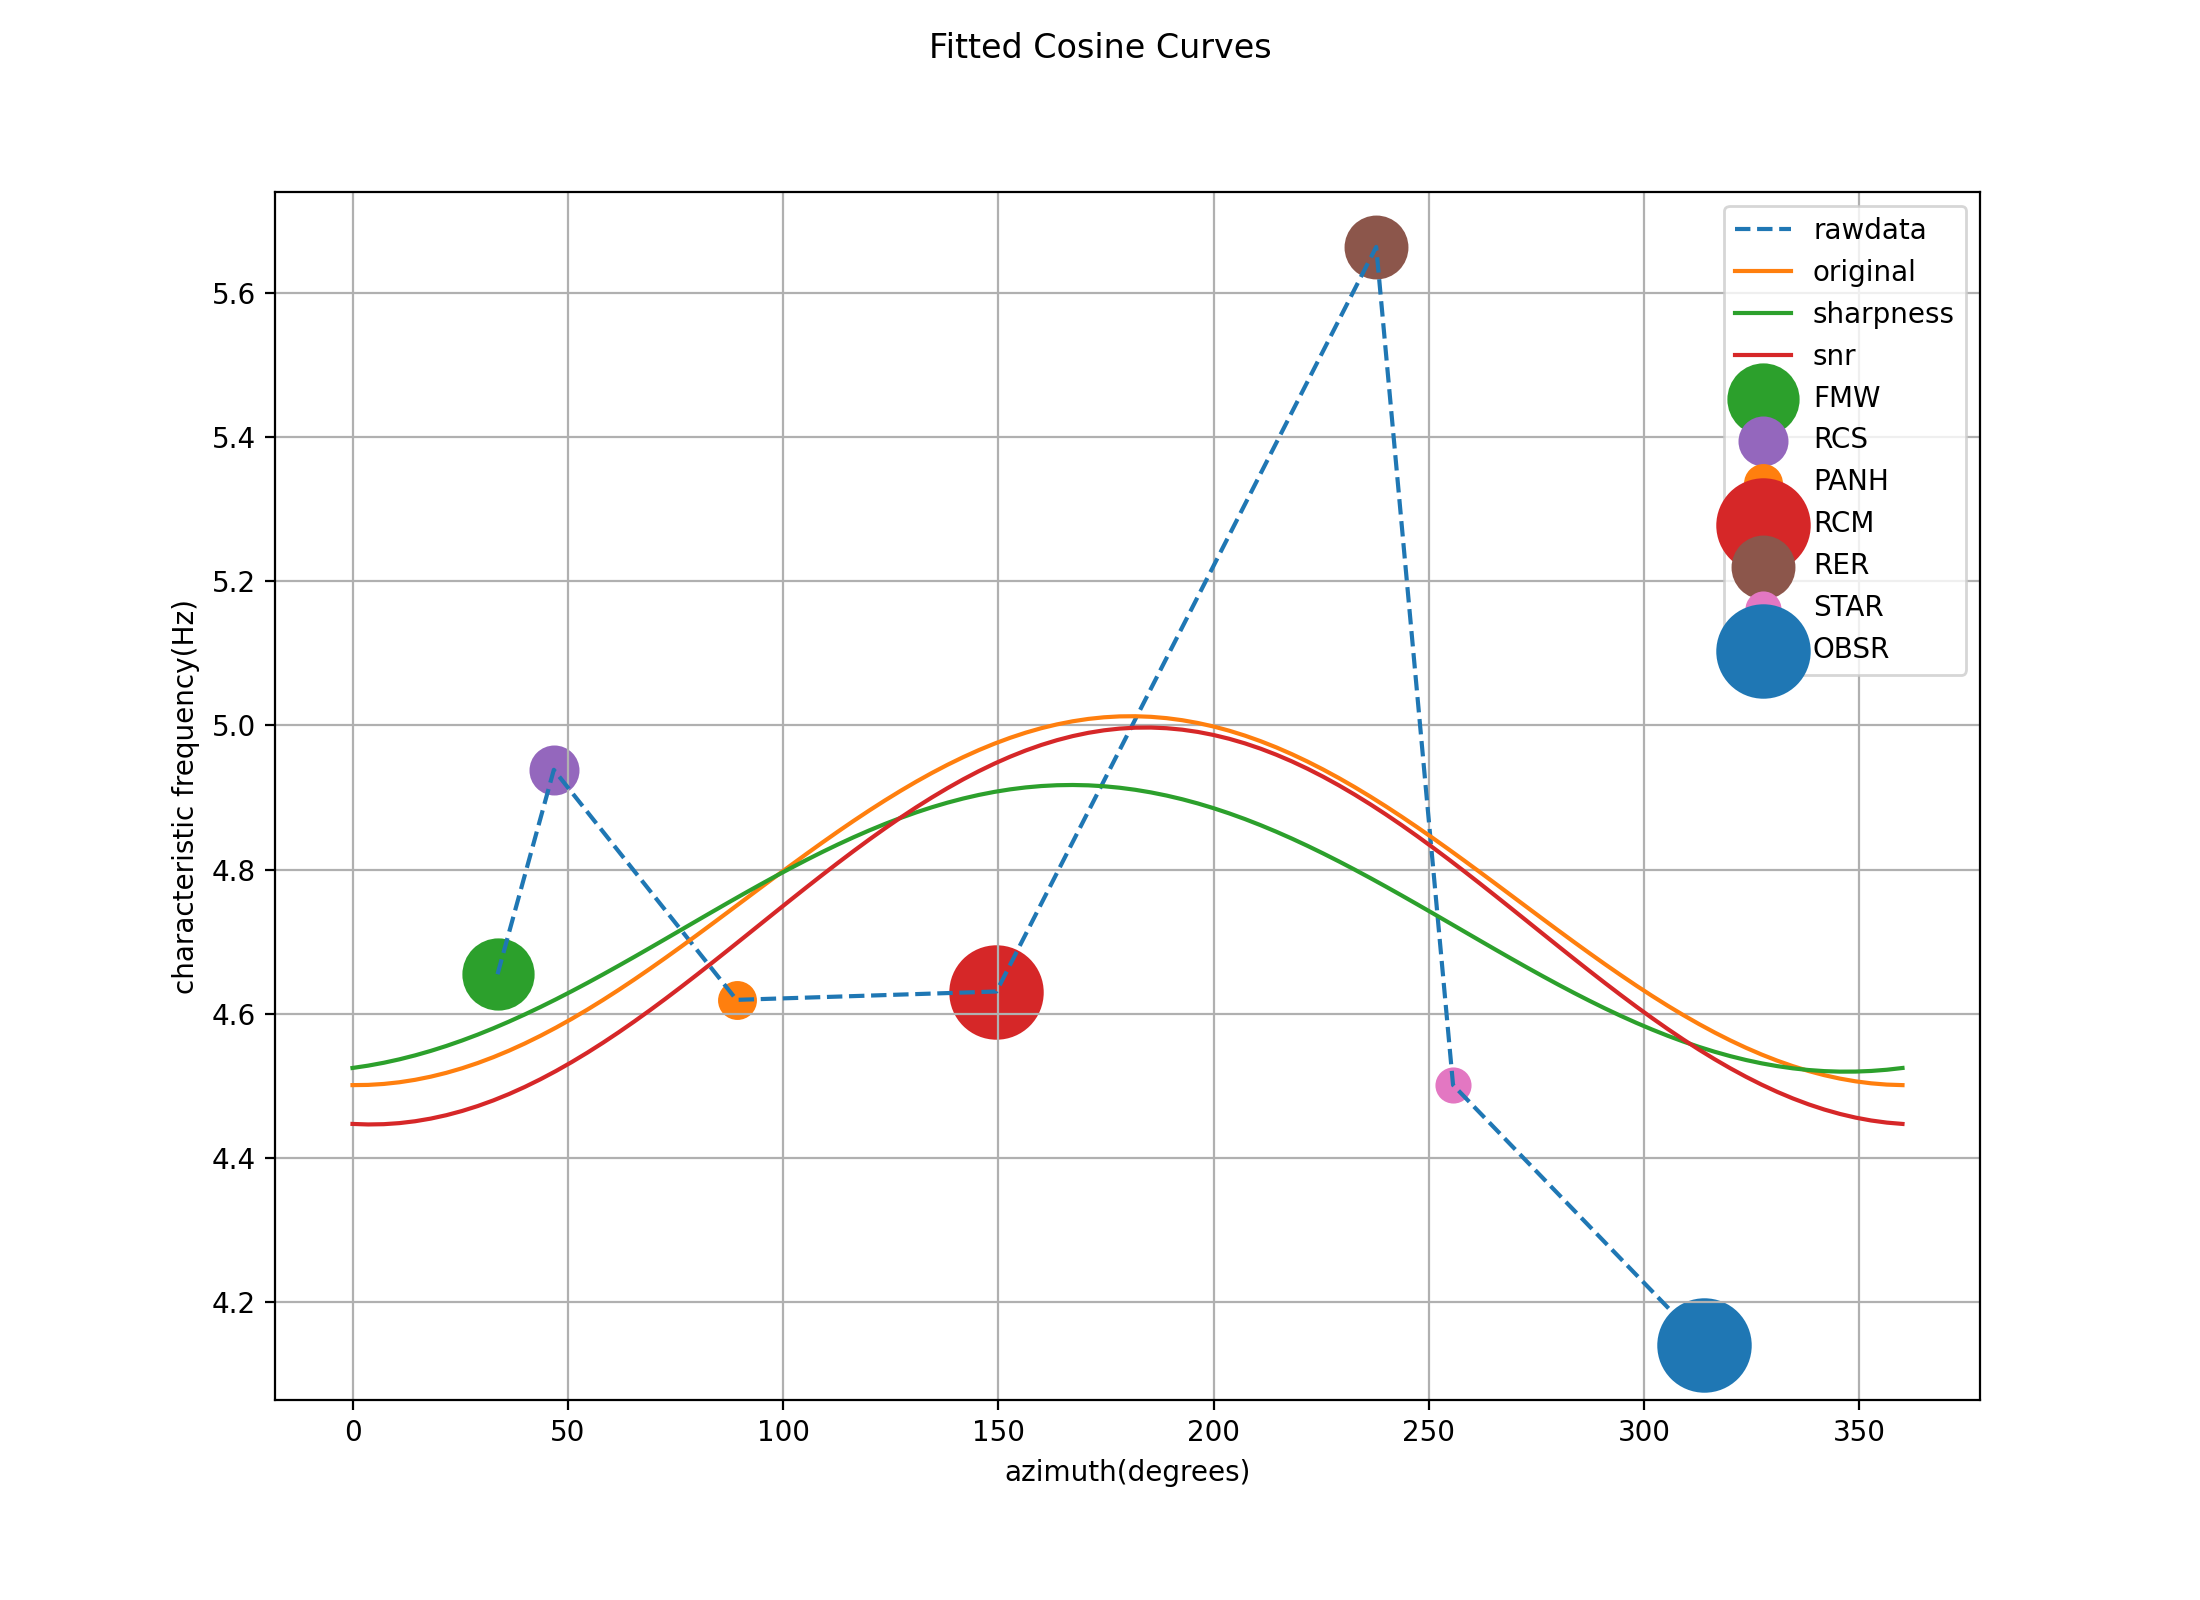 Fitted Cosine Curves
rawdata
original
sharpness
snr
FMW
RCS
PANH
RCM
RER
STAR
OBSR
characteristic frequency(Hz)
5.6
5.4
5.2
5.0
4.8
4.6
4.4
4.2
0 50 100 150 200 250 300 350
azimuth(degrees)